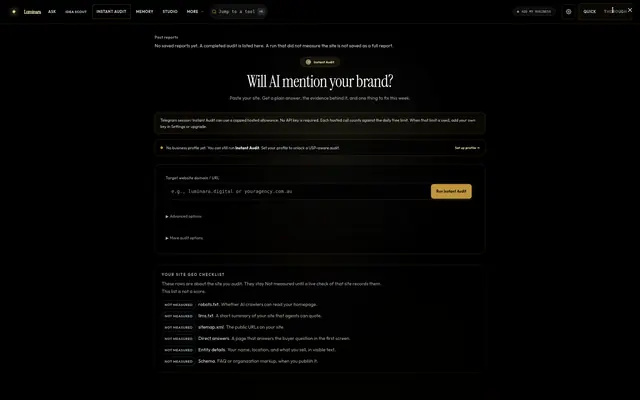 Luminara
ASK
IDEA SCOUT
INSTANT AUDIT
MEMORY
STUDIO
MORE
Jump to a tool
ADD MY BUSINESS
QUICK
Past reports
No saved reports yet. A completed audit is listed here. A run that did not measure the site is not saved as a full report.
Instant Audit
Will AI mention your brand?
Paste your site. Get a plain answer, the evidence behind it, and one thing to fix this week.
Telegram session: Instant Audit can use a capped hosted allowance. No API key is required. Each hosted call counts against the daily free limit. When that limit is used, add your own
key in Settings or upgrade.
No business profile yet. You can still run Instant Audit. Set your profile to unlock a USP-aware audit.
Set up profile →
Target website domain / URL
e.g., luminara.digital or youragency.com.au
Run Instant Audit
▶ Advanced options
▶ More audit options
YOUR SITE GEO CHECKLIST
These rows are about the site you audit. They stay Not measured until a live check of that site records them.
This list is not a score.
NOT MEASURED robots.txt. Whether AI crawlers can read your homepage.
NOT MEASURED llms.txt. A short summary of your site that agents can quote.
NOT MEASURED sitemap.xml. The public URLs on your site.
NOT MEASURED Direct answers. A page that answers the buyer question in the first screen.
NOT MEASURED Entity details. Your name, location, and what you sell, in visible text.
NOT MEASURED Schema. FAQ or organization markup, when you publish it.